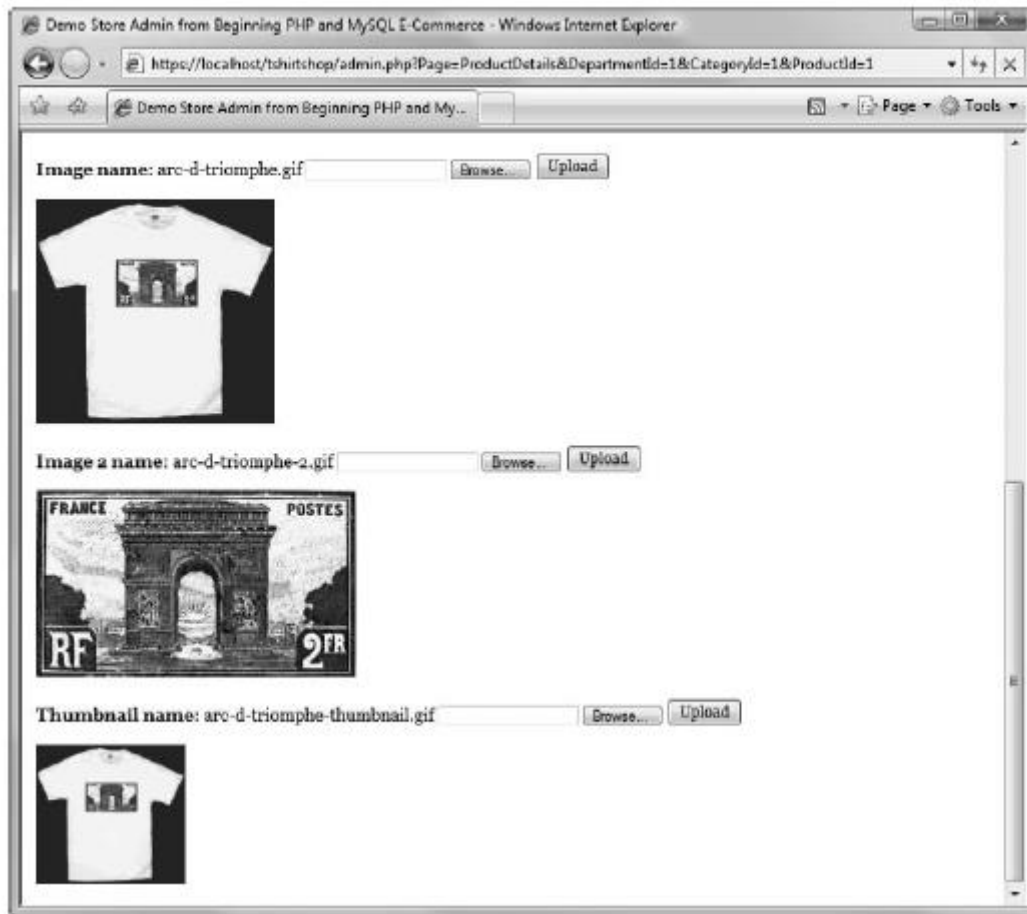 Demo Store Admin from Beginning PHP and MySQL E-Commerce - Windows Internet Explorer
https://localhost/tshirtshop/admin.php?Page=ProductDetails&DepartmentId=1&CategoryId=1&ProductId=1
Demo Store Admin from Beginning PHP and My...
Page
Tools
Image name: arc-d-triomphe.gif Browse... Upload
Image 2 name: arc-d-triomphe-2.gif Browse... Upload
FRANCE POSTES
RF 2FR
Thumbnail name: arc-d-triomphe-thumbnail.gif Browse... Upload